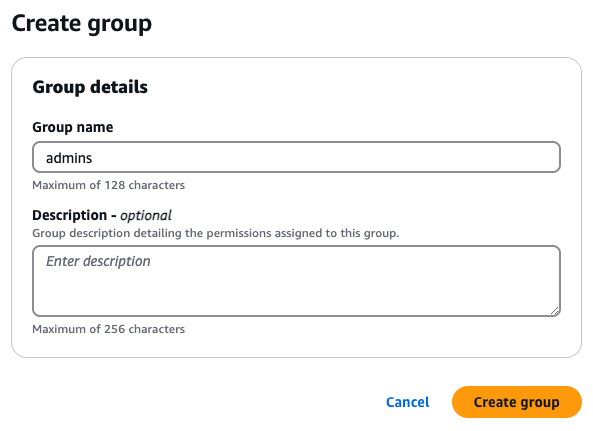 Create group
Group details
Group name
admins
Maximum of 128 characters
Description - optional
Group description detailing the permissions assigned to this group.
Enter description
Maximum of 256 characters
Cancel
Create group